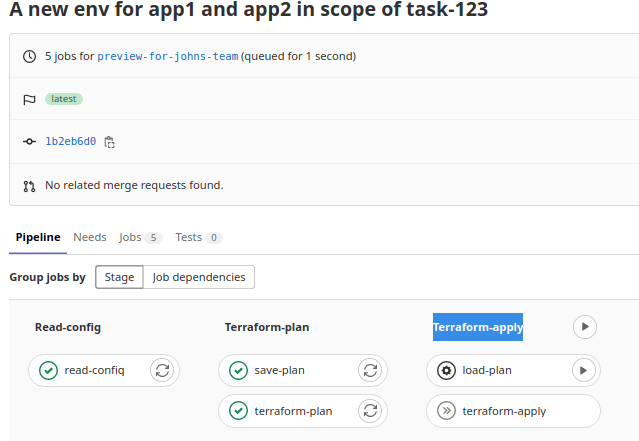 A new env for app1 and app2 in scope of task-123
5 jobs for preview-for-johns-team (queued for 1 second)
latest
1b2eb6d0
No related merge requests found.
Pipeline Needs Jobs 5 Tests 0
Group jobs by Stage Job dependencies
Read-config Terraform-plan Terraform-apply
read-config save-plan load-plan
terraform-plan terraform-apply